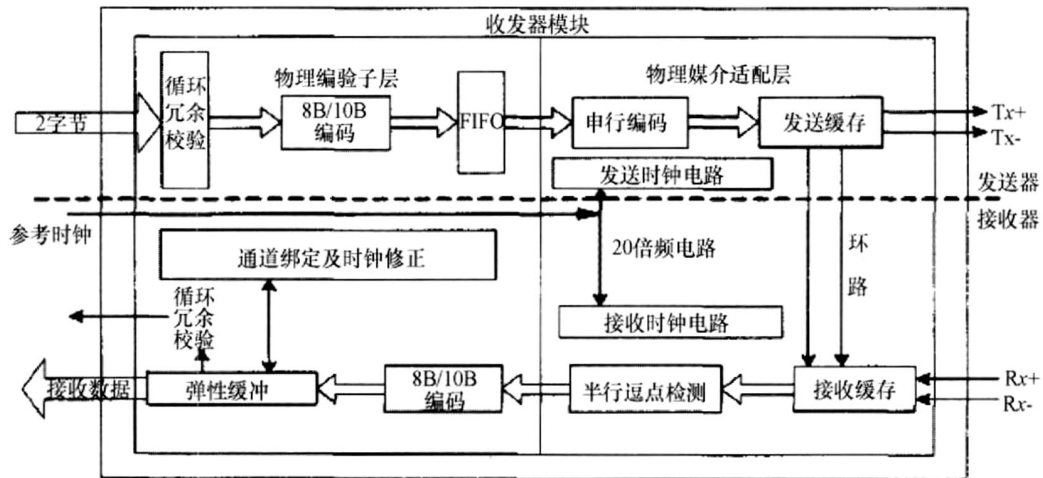 收发器模块
物理编验子层
物理媒介适配层
2字节
循环
冗余
校验
8B/10B
编码
FIFO
串行编码
发送缓存
Tx+
Tx-
发送时钟电路
发送器
接收器
参考时钟
20倍频电路
环
路
通道绑定及时钟修正
循环
冗余
校验
接收时钟电路
接收数据
弹性缓冲
8B/10B
编码
半行逗点检测
接收缓存
Rx+
Rx-